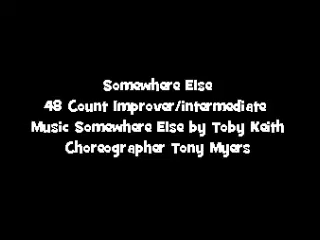 Somewhere Else
48 Count Improver/intermediate
Music Somewhere Else by Toby Keith
Choreographer Tony Myers